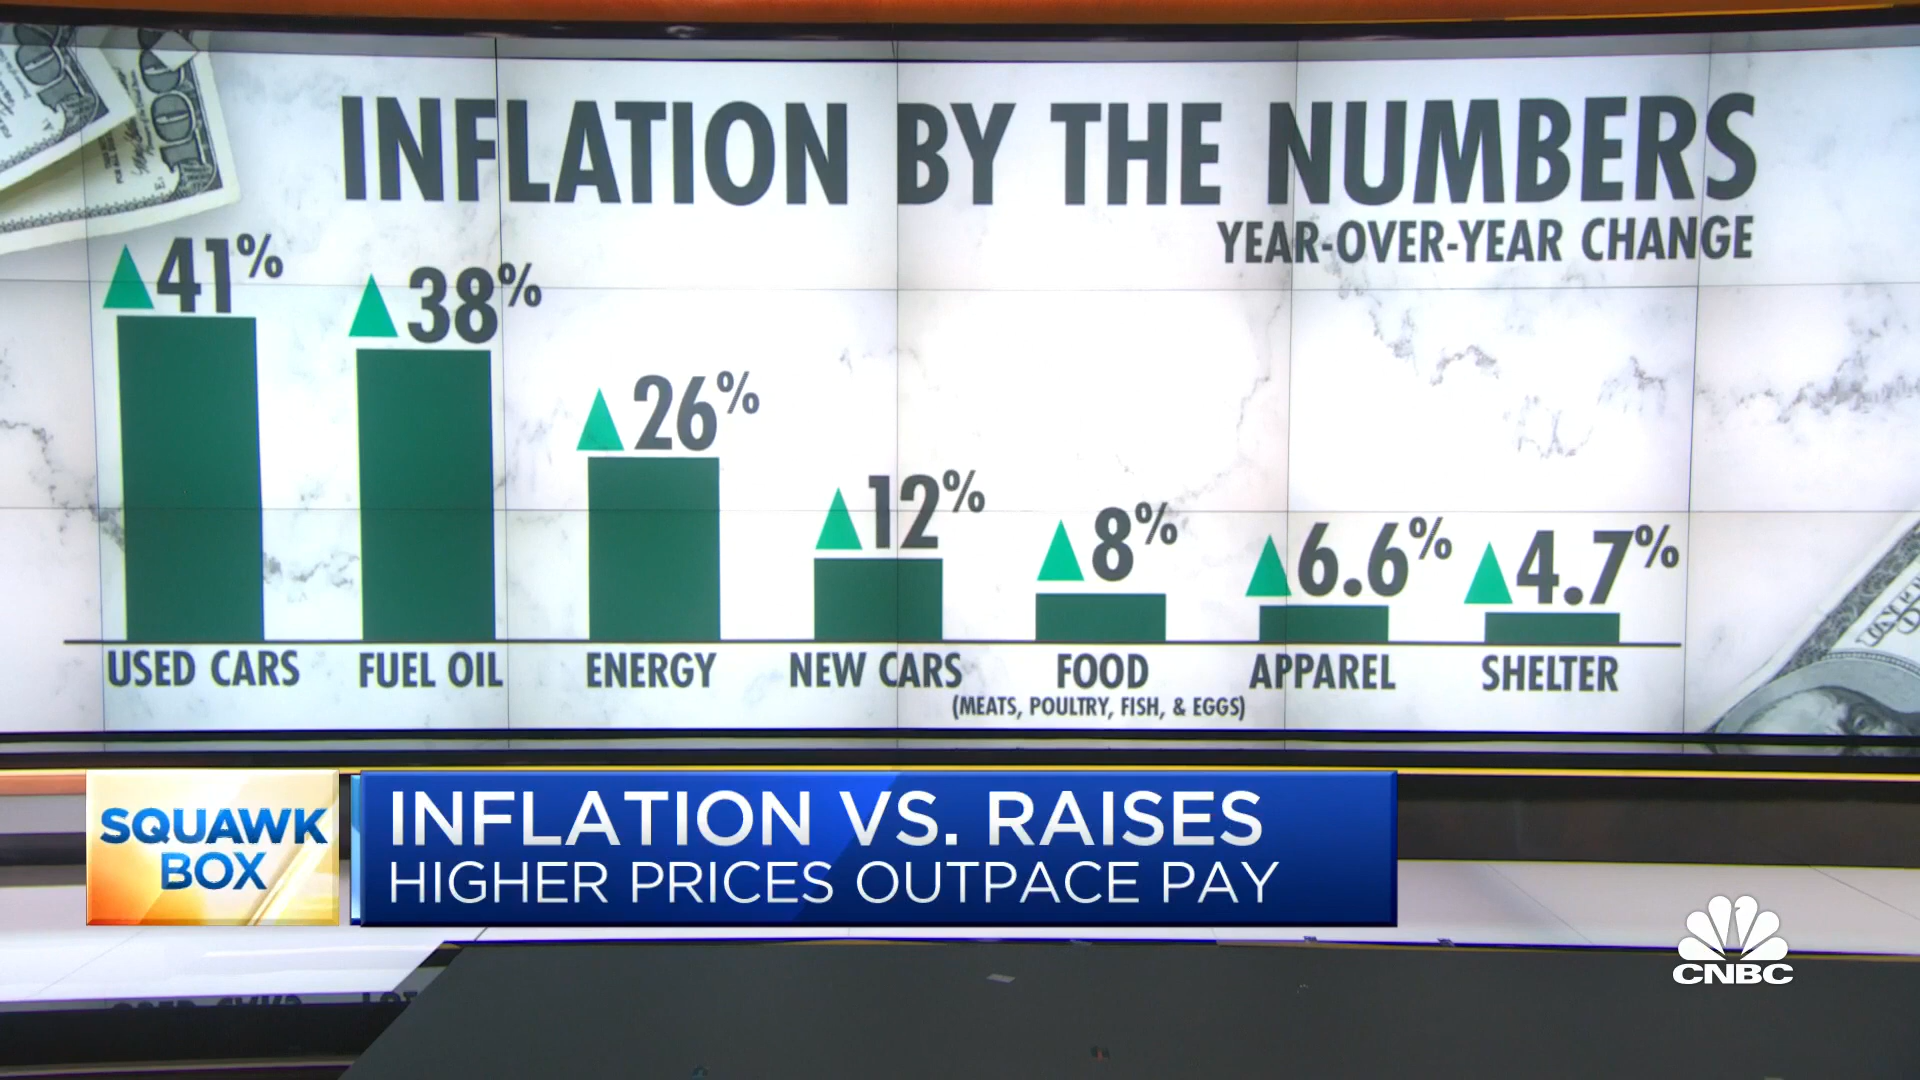 INFLATION BY THE NUMBERS
YEAR-OVER-YEAR CHANGE
41%
38%
26%
12%
8%
6.6%
4.7%
USED CARS
FUEL OIL
ENERGY
NEW CARS
FOOD
(MEATS, POULTRY, FISH, & EGGS)
APPAREL
SHELTER
SQUAWK
BOX
INFLATION VS. RAISES
HIGHER PRICES OUTPACE PAY
CNBC
100